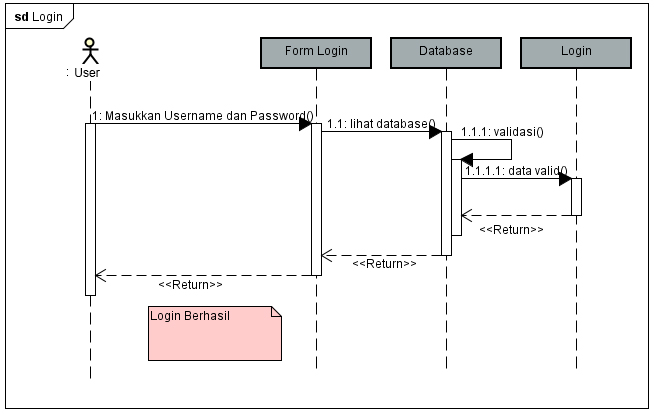 sd Login
: User
Form Login
Database
Login
1: Masukkan Username dan Password()
1.1: lihat database()
1.1.1: validasi()
1.1.1.1: data valid()
<<Return>>
<<Return>>
<<Return>>
Login Berhasil